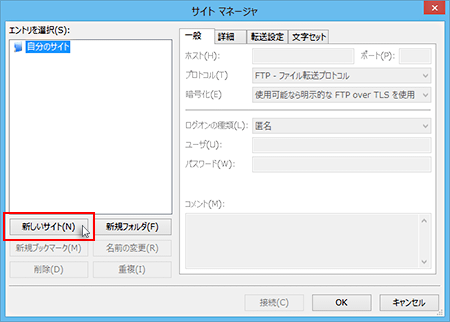 サイト マネージャ
エントリを選択(S):
自分のサイト
新しいサイト(N)
新規フォルダ(F)
新規ブックマーク(M)
名前の変更(R)
削除(D)
重複(I)
一般
詳細
転送設定
文字セット
ホスト(H):
ポート(P):
プロトコル(T)
FTP - ファイル転送プロトコル
暗号化(E)
使用可能なら明示的な FTP over TLS を使用
ログオンの種類(L):
匿名
ユーザ(U):
パスワード(W):
コメント(M):
接続(C)
OK
キャンセル